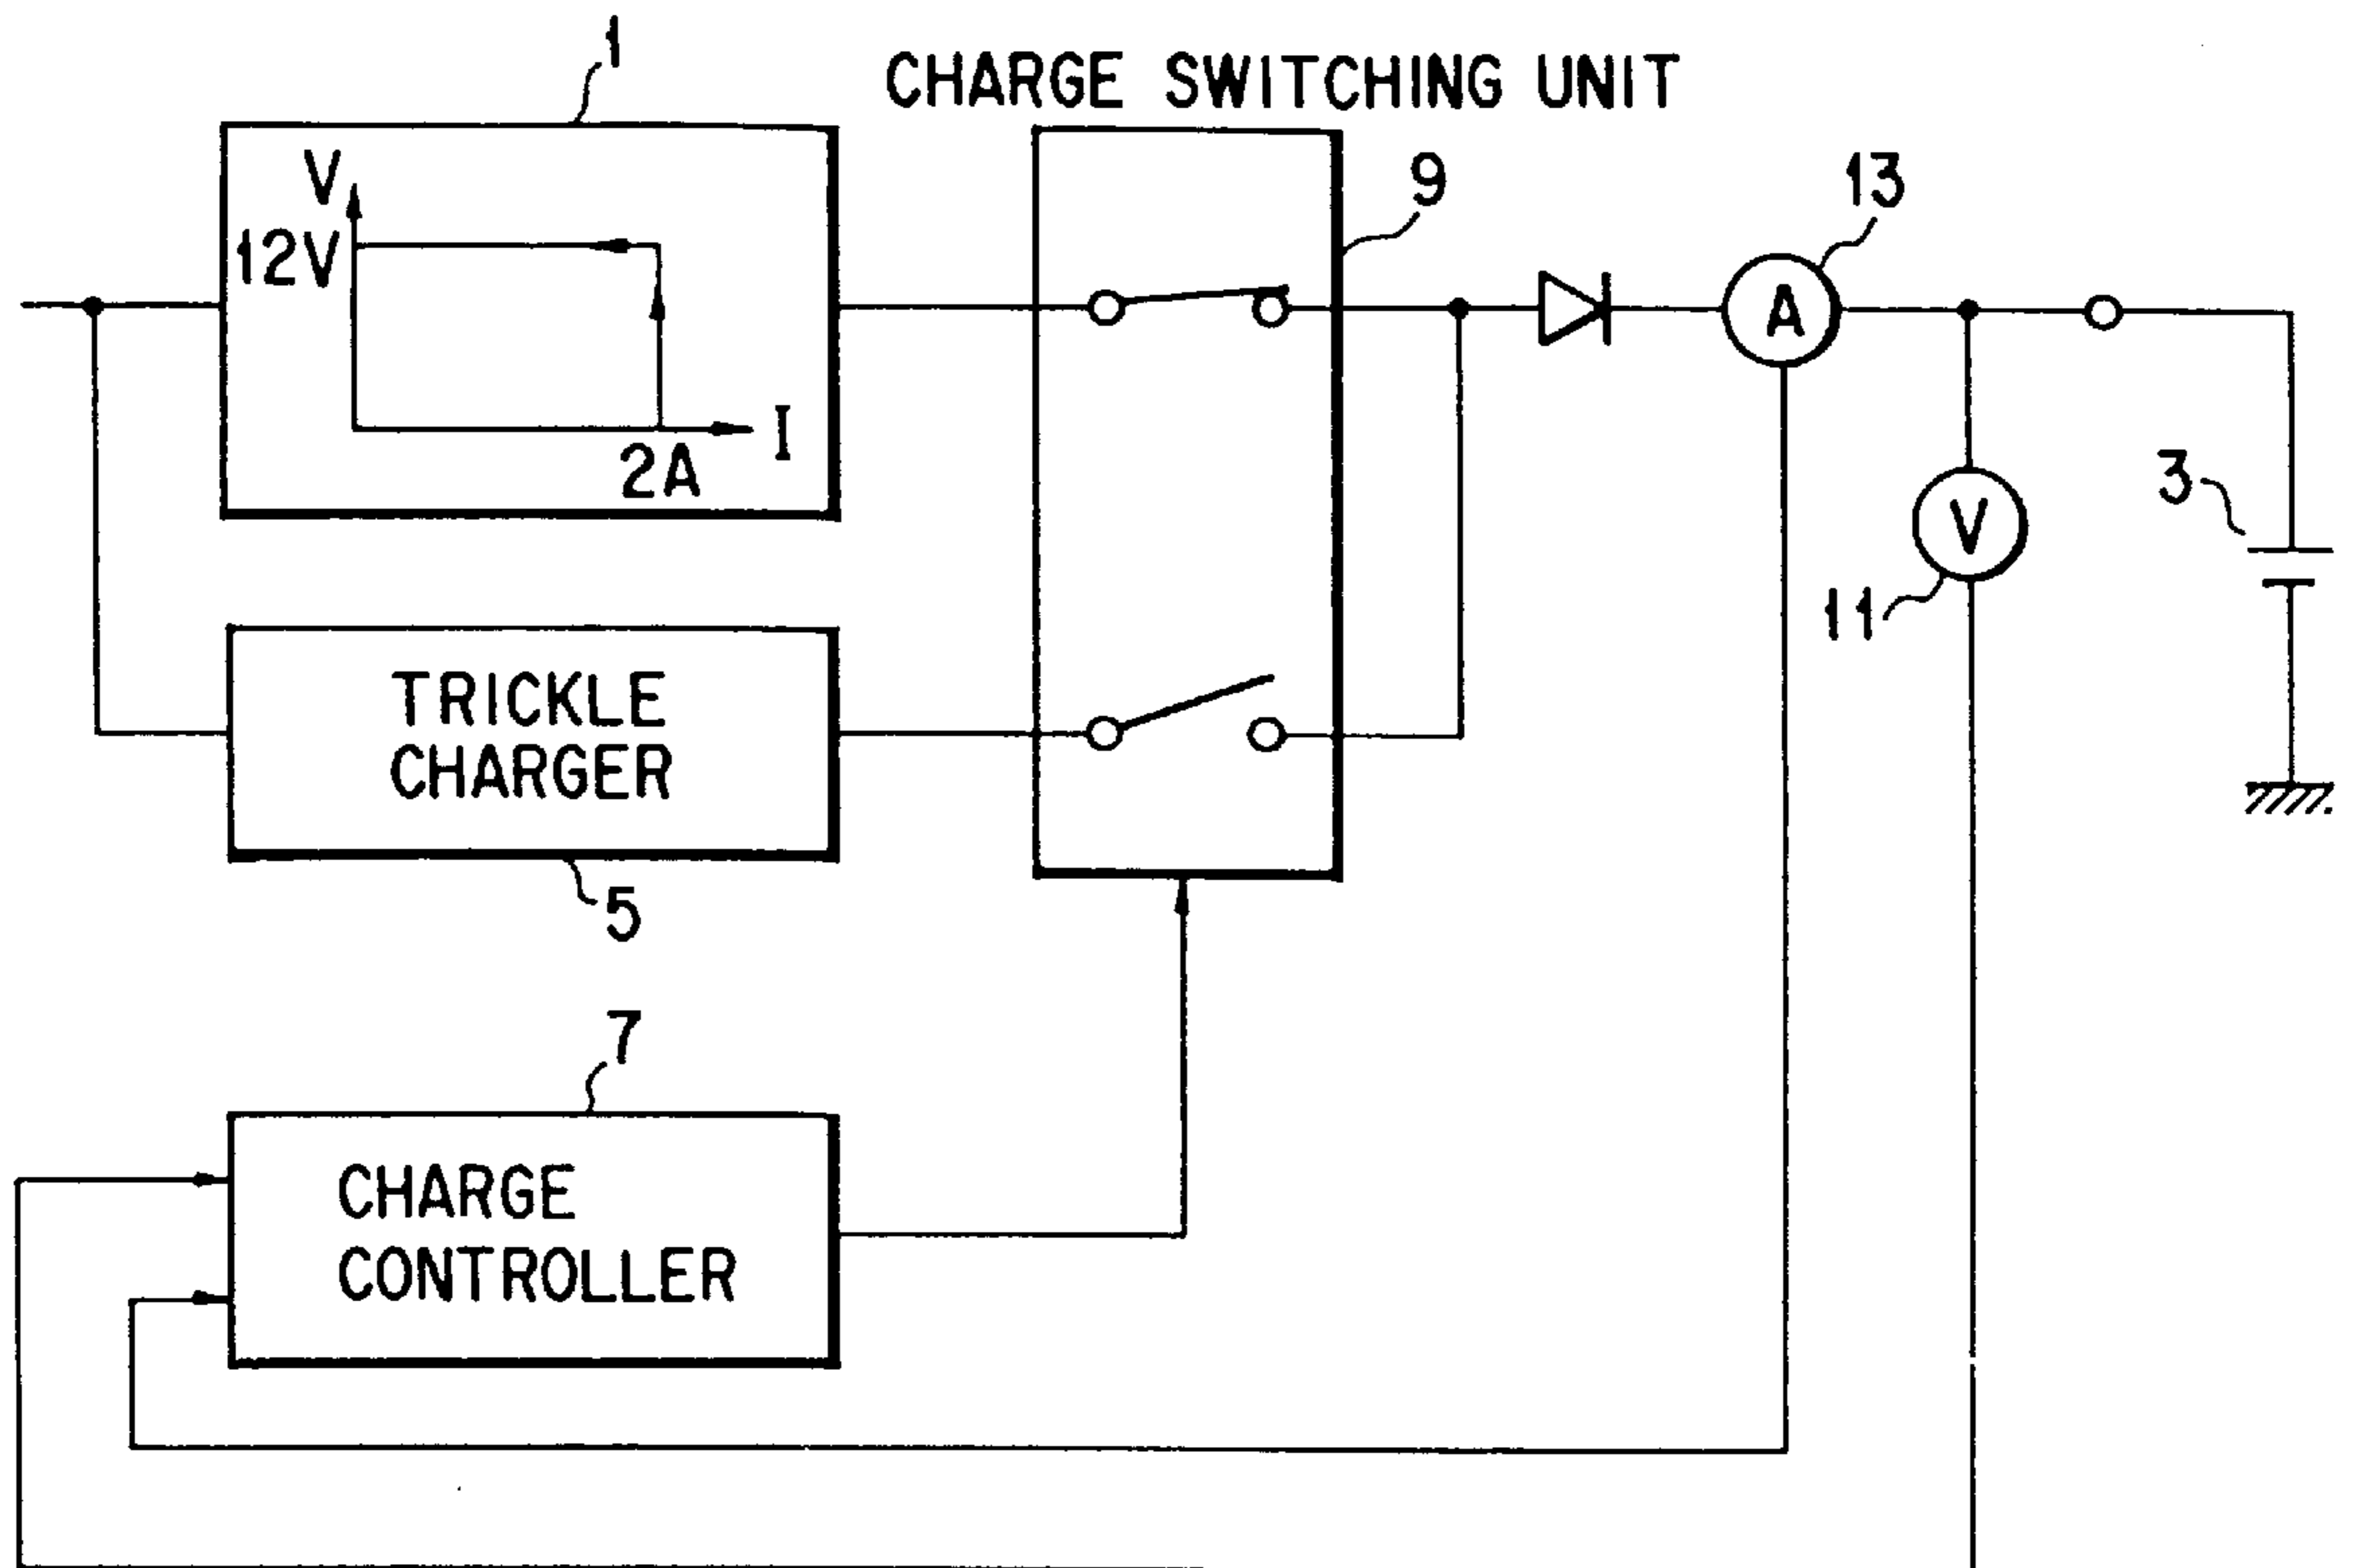 1
CHARGE SWITCHING UNIT
V
12V
9
13
A
I
2A
3
V
11
TRICKLE
CHARGER
5
7
CHARGE
CONTROLLER